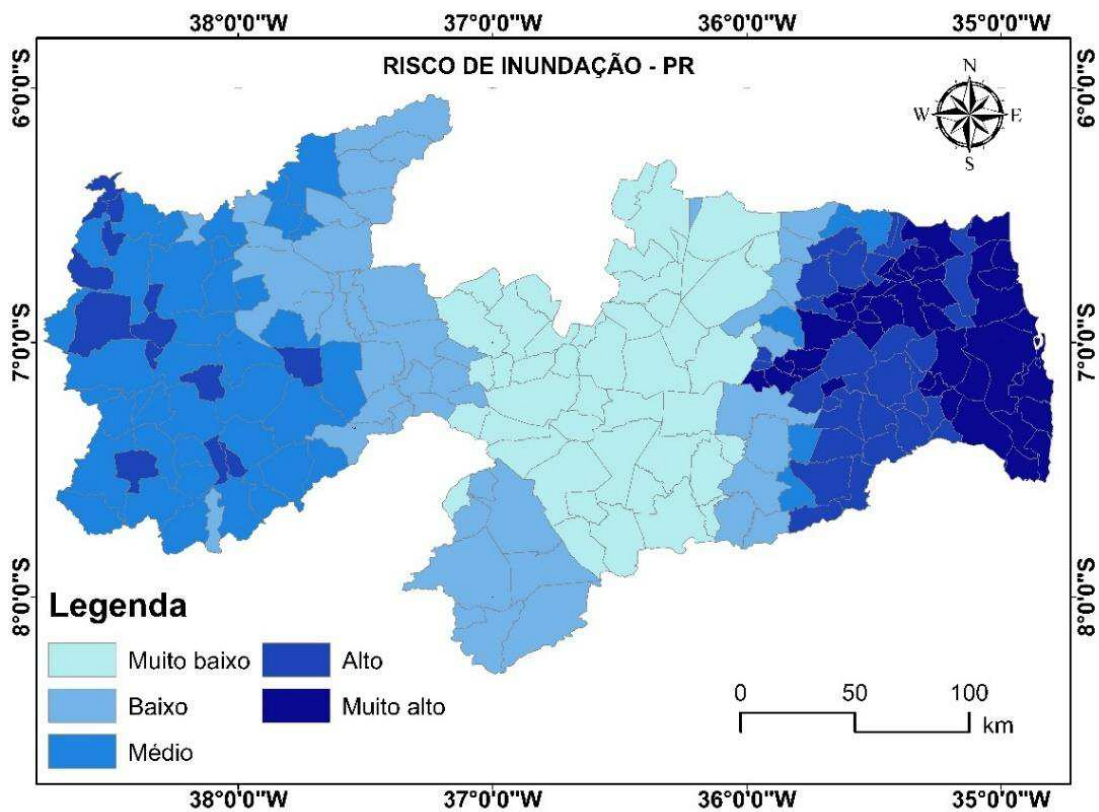 38°0'0"W 37°0'0"W 36°0'0"W 35°0'0"W
RISCO DE INUNDAÇÃO - PR
6°0'0"S 6°0'0"S
N
W E
S
7°0'0"S 7°0'0"S
8°0'0"S 8°0'0"S
Legenda
Muito baixo Alto
Baixo Muito alto
Médio
0 50 100
km
38°0'0"W 37°0'0"W 36°0'0"W 35°0'0"W